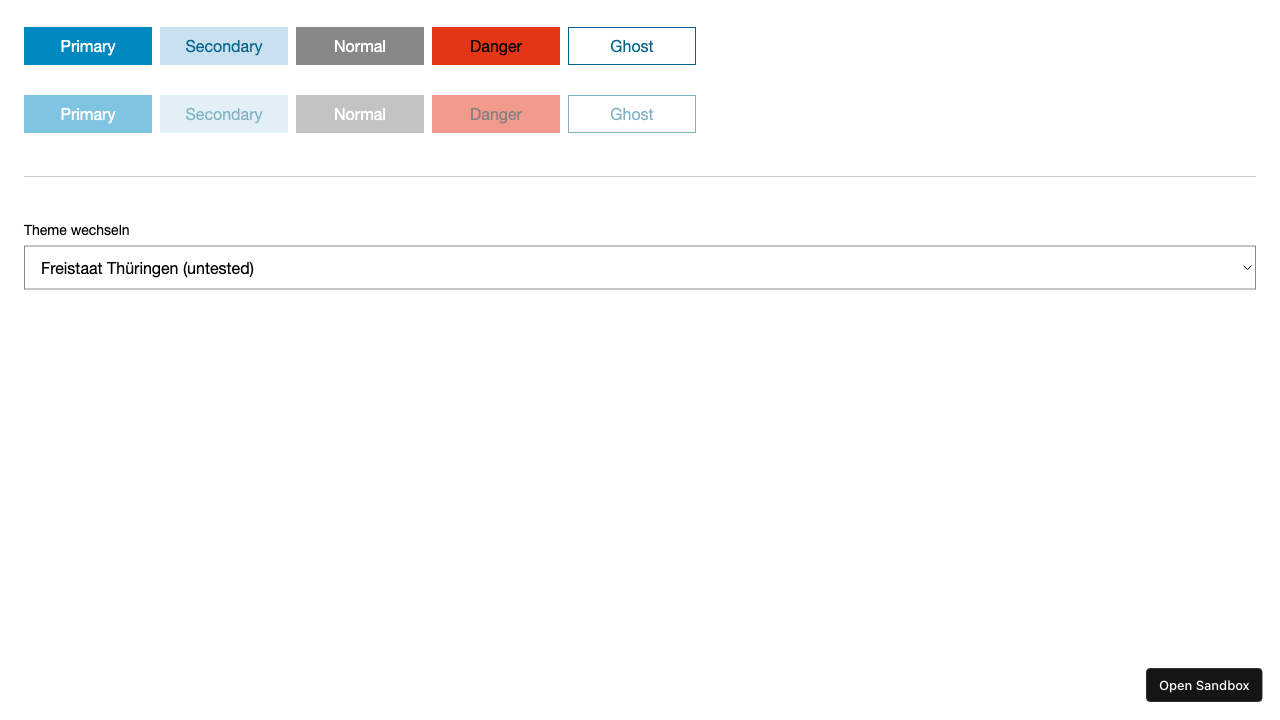 Primary Secondary Normal Danger Ghost
Primary Secondary Normal Danger Ghost
Theme wechseln
Freistaat Thüringen (untested)
Open Sandbox